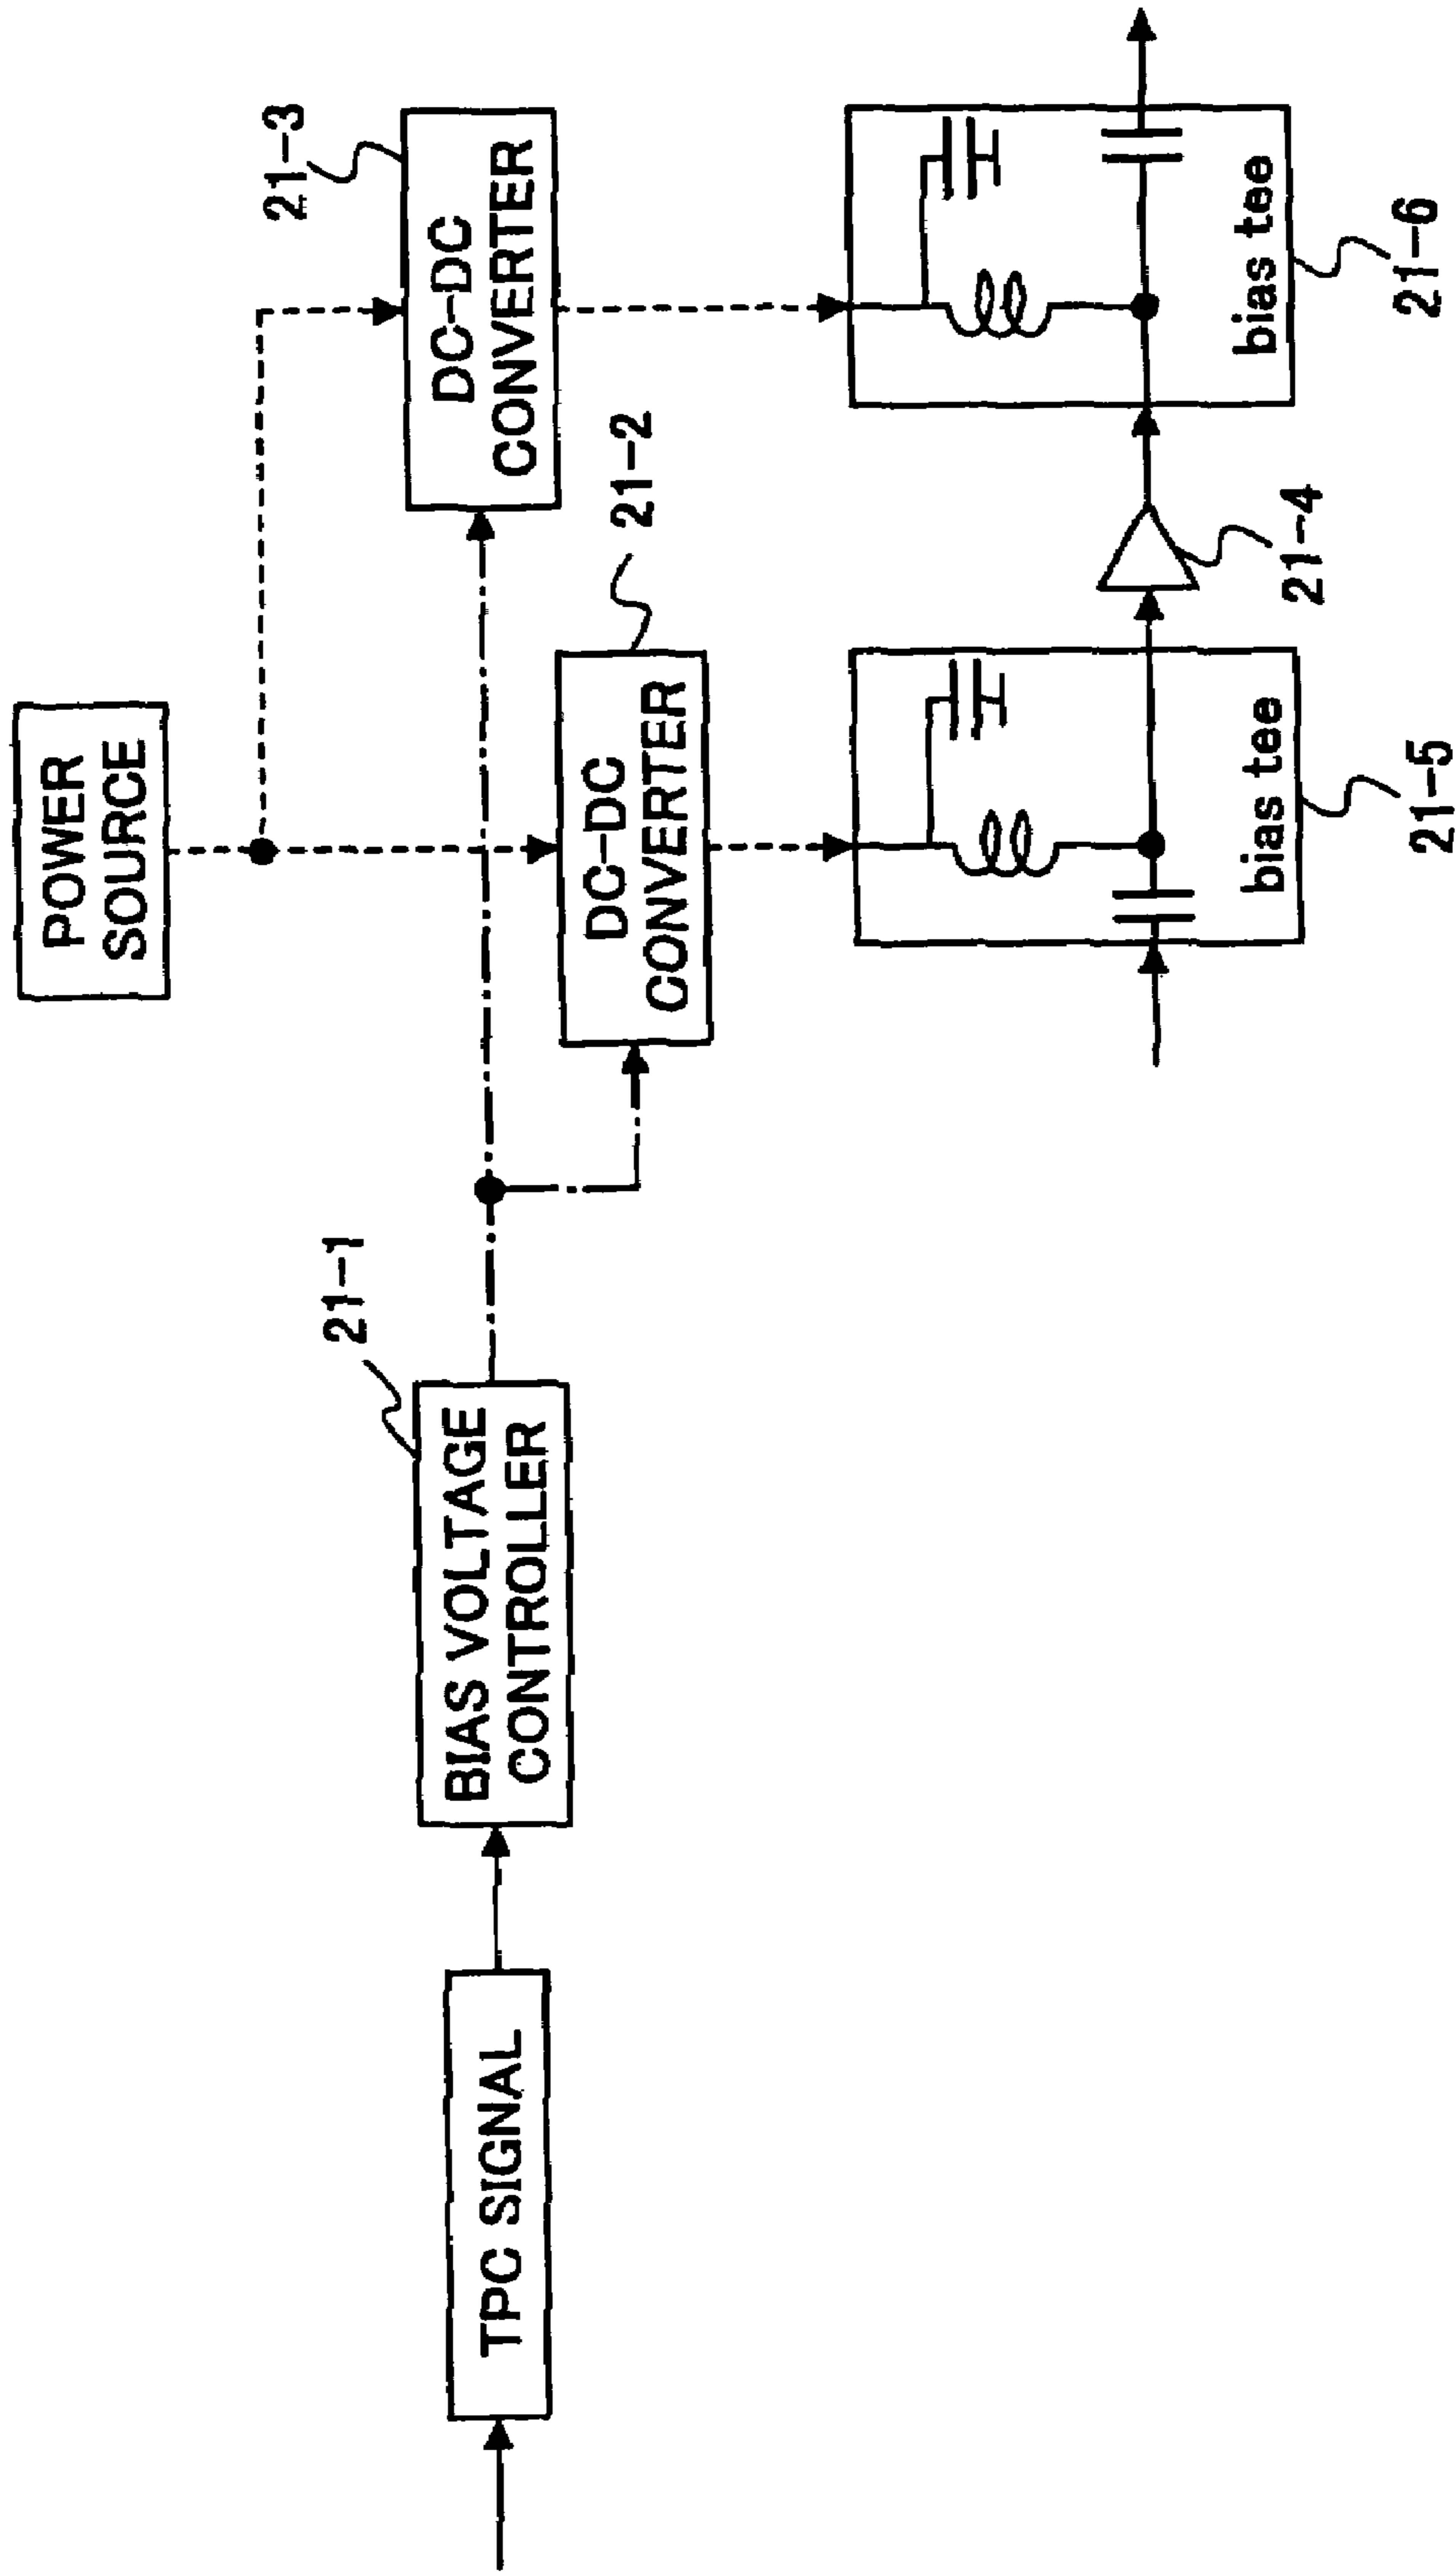 POWER
SOURCE
21-3
DC-DC
CONVERTER
21-2
DC-DC
CONVERTER
21-1
BIAS VOLTAGE
CONTROLLER
TPC SIGNAL
bias tee
21-5
21-4
bias tee
21-6